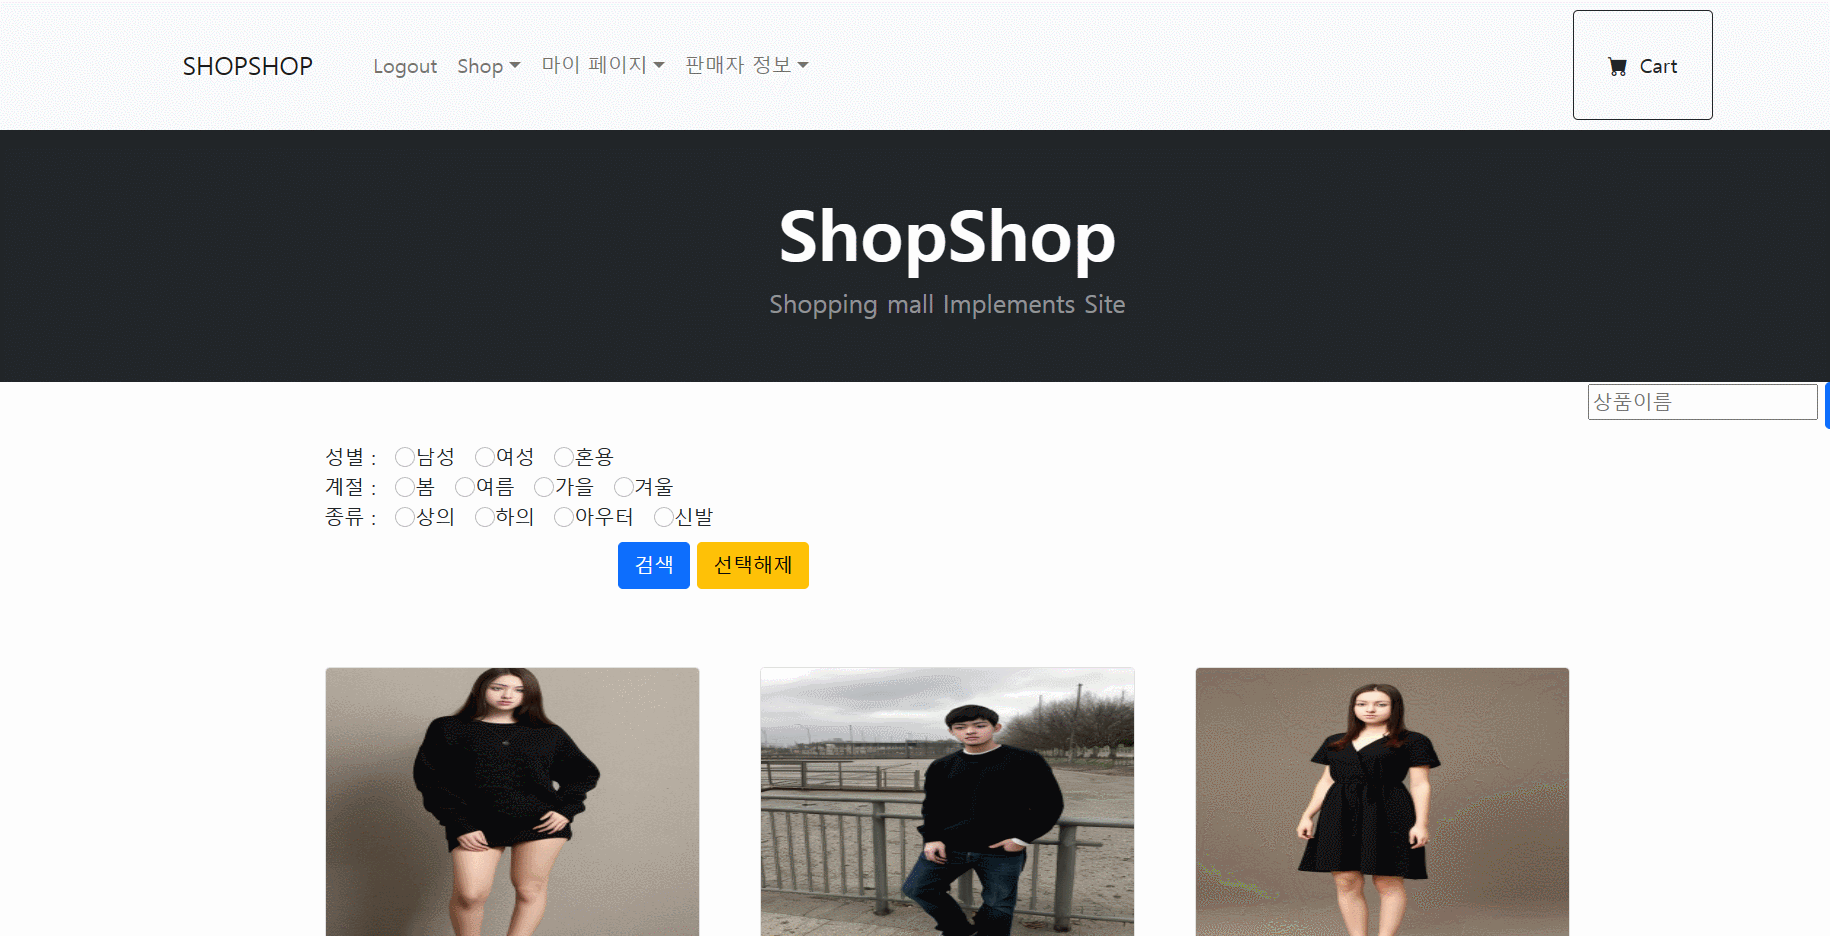 SHOPSHOP Logout Shop 마이 페이지 판매자 정보 Cart
ShopShop
Shopping mall Implements Site
상품이름
성별 : 남성 여성 혼용
계절 : 봄 여름 가을 겨울
종류 : 상의 하의 아우터 신발
검색 선택해제